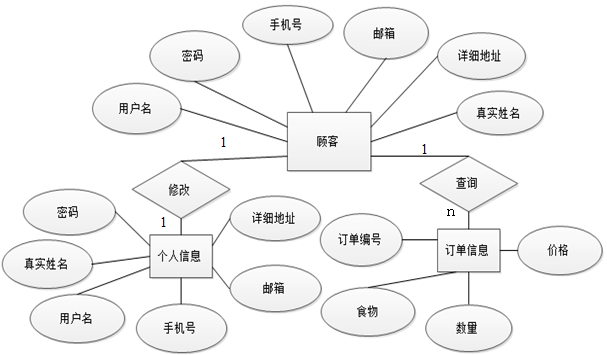 手机号
邮箱
密码
详细地址
用户名
真实姓名
顾客
1
1
修改
查询
1
n
密码
详细地址
真实姓名
个人信息
订单编号
订单信息
价格
用户名
邮箱
手机号
食物
数量